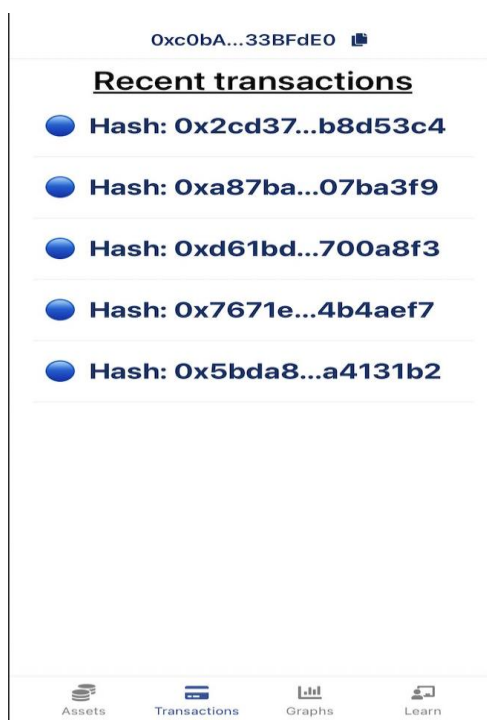 0xc0bA...33BFdE0
Recent transactions
Hash: 0x2cd37...b8d53c4
Hash: 0xa87ba...07ba3f9
Hash: 0xd61bd...700a8f3
Hash: 0x7671e...4b4aef7
Hash: 0x5bda8...a4131b2
Assets Transactions Graphs Learn